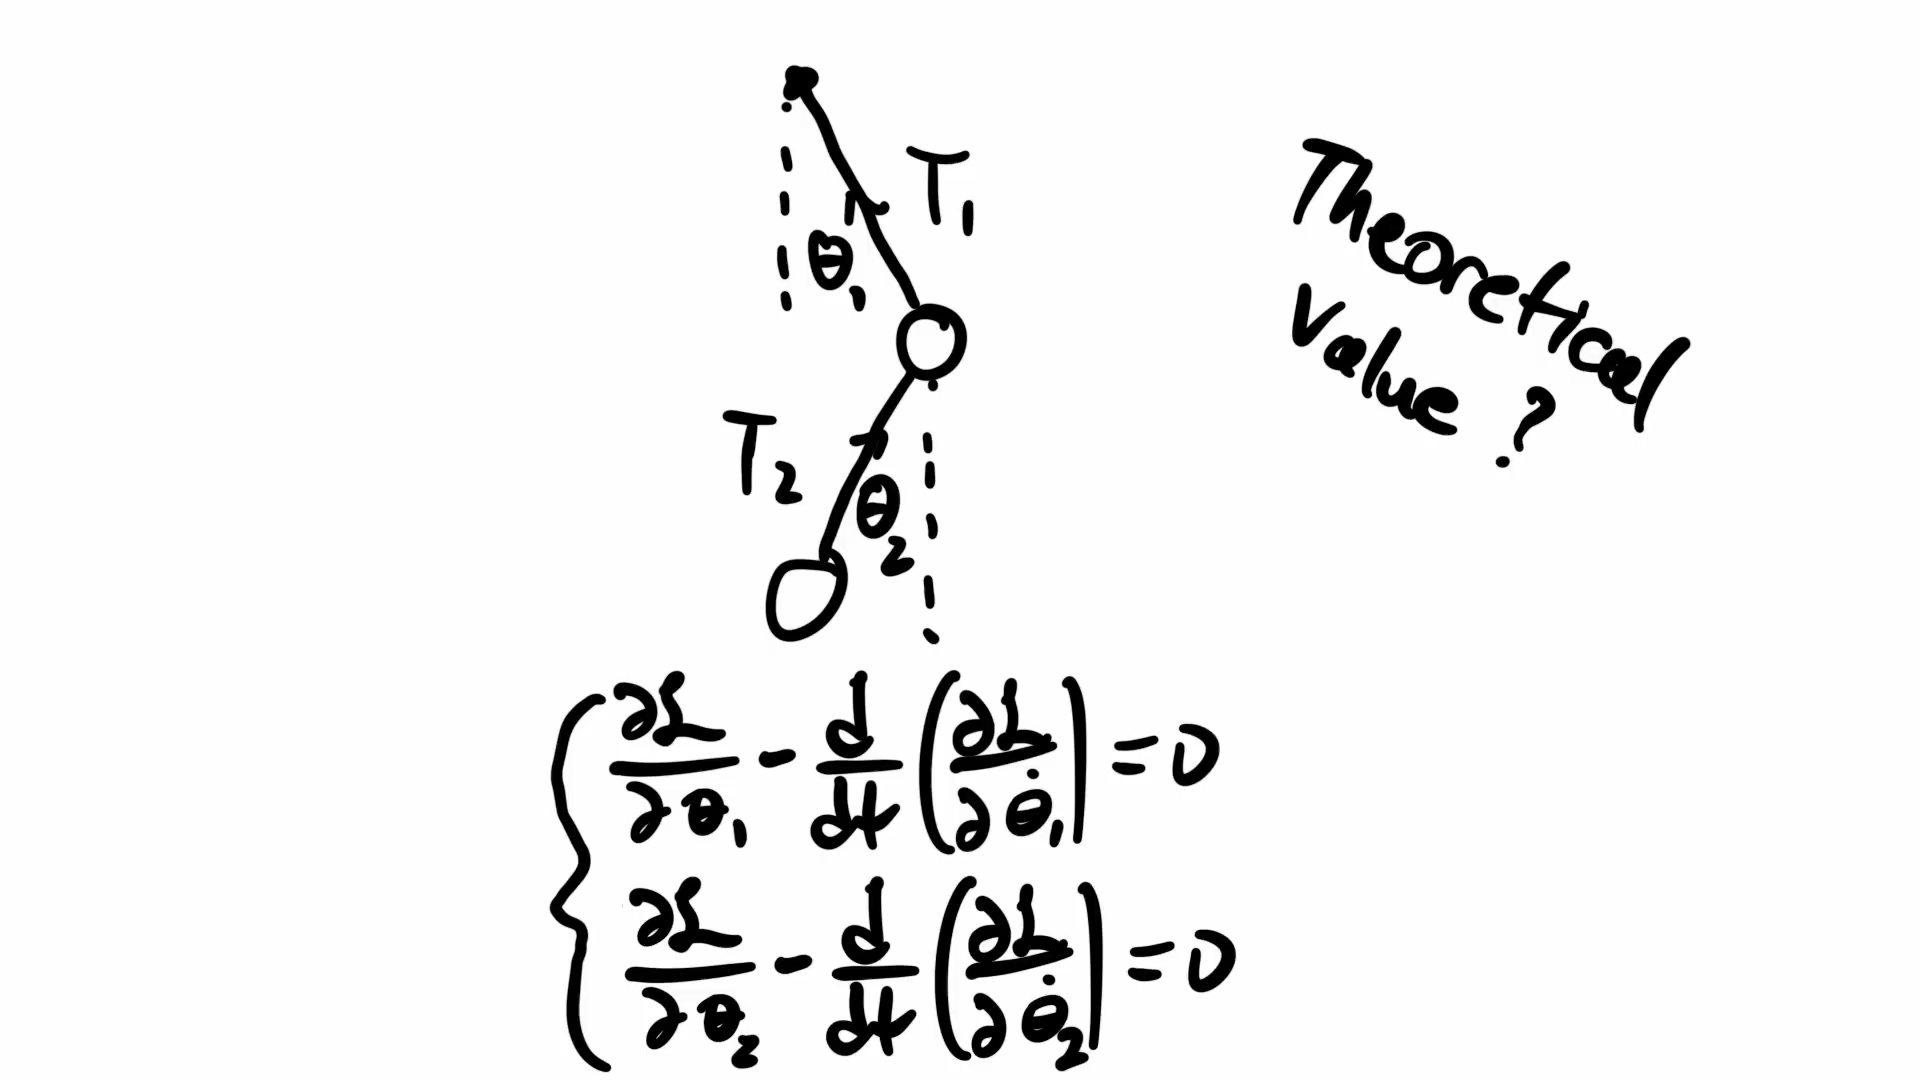 T₁
θ₁
T₂
θ₂
Theoretical
Value ?
∂L/∂θ₁ - d/dt (∂L/∂θ̇₁) = 0
∂L/∂θ₂ - d/dt (∂L/∂θ̇₂) = 0